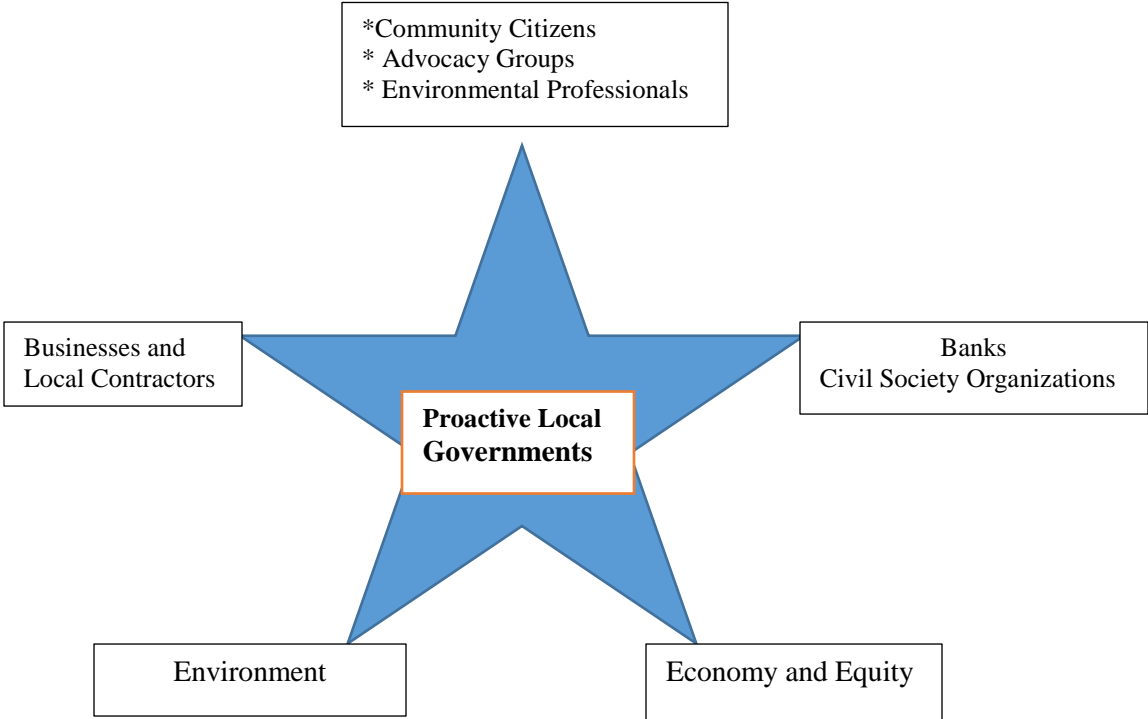 *Community Citizens
* Advocacy Groups
* Environmental Professionals
Businesses and
Local Contractors
Banks
Civil Society Organizations
Proactive Local
Governments
Environment
Economy and Equity